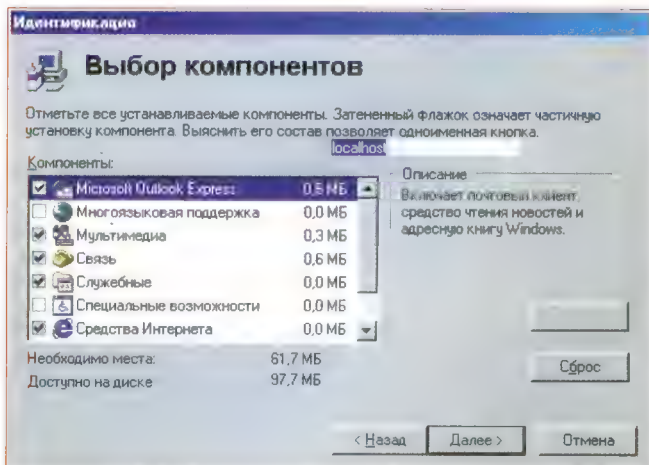 Идентификация
Выбор компонентов
Отметьте все устанавливаемые компоненты. Затененный флажок означает частичную
установку компонента. Выяснить его состав позволяет одноименная кнопка.
localhost
Компоненты:
Microsoft Outlook Express 0,6 МБ
Многоязыковая поддержка 0,0 МБ
Мультимедиа 0,3 МБ
Связь 0,6 МБ
Служебные 0,0 МБ
Специальные возможности 0,0 МБ
Средства Интернета 0,0 МБ
Описание
Включает почтовый клиент,
средство чтения новостей и
адресную книгу Windows.
Необходимо места: 61,7 МБ
Доступно на диске 97,7 МБ
Сброс
< Назад
Далее >
Отмена